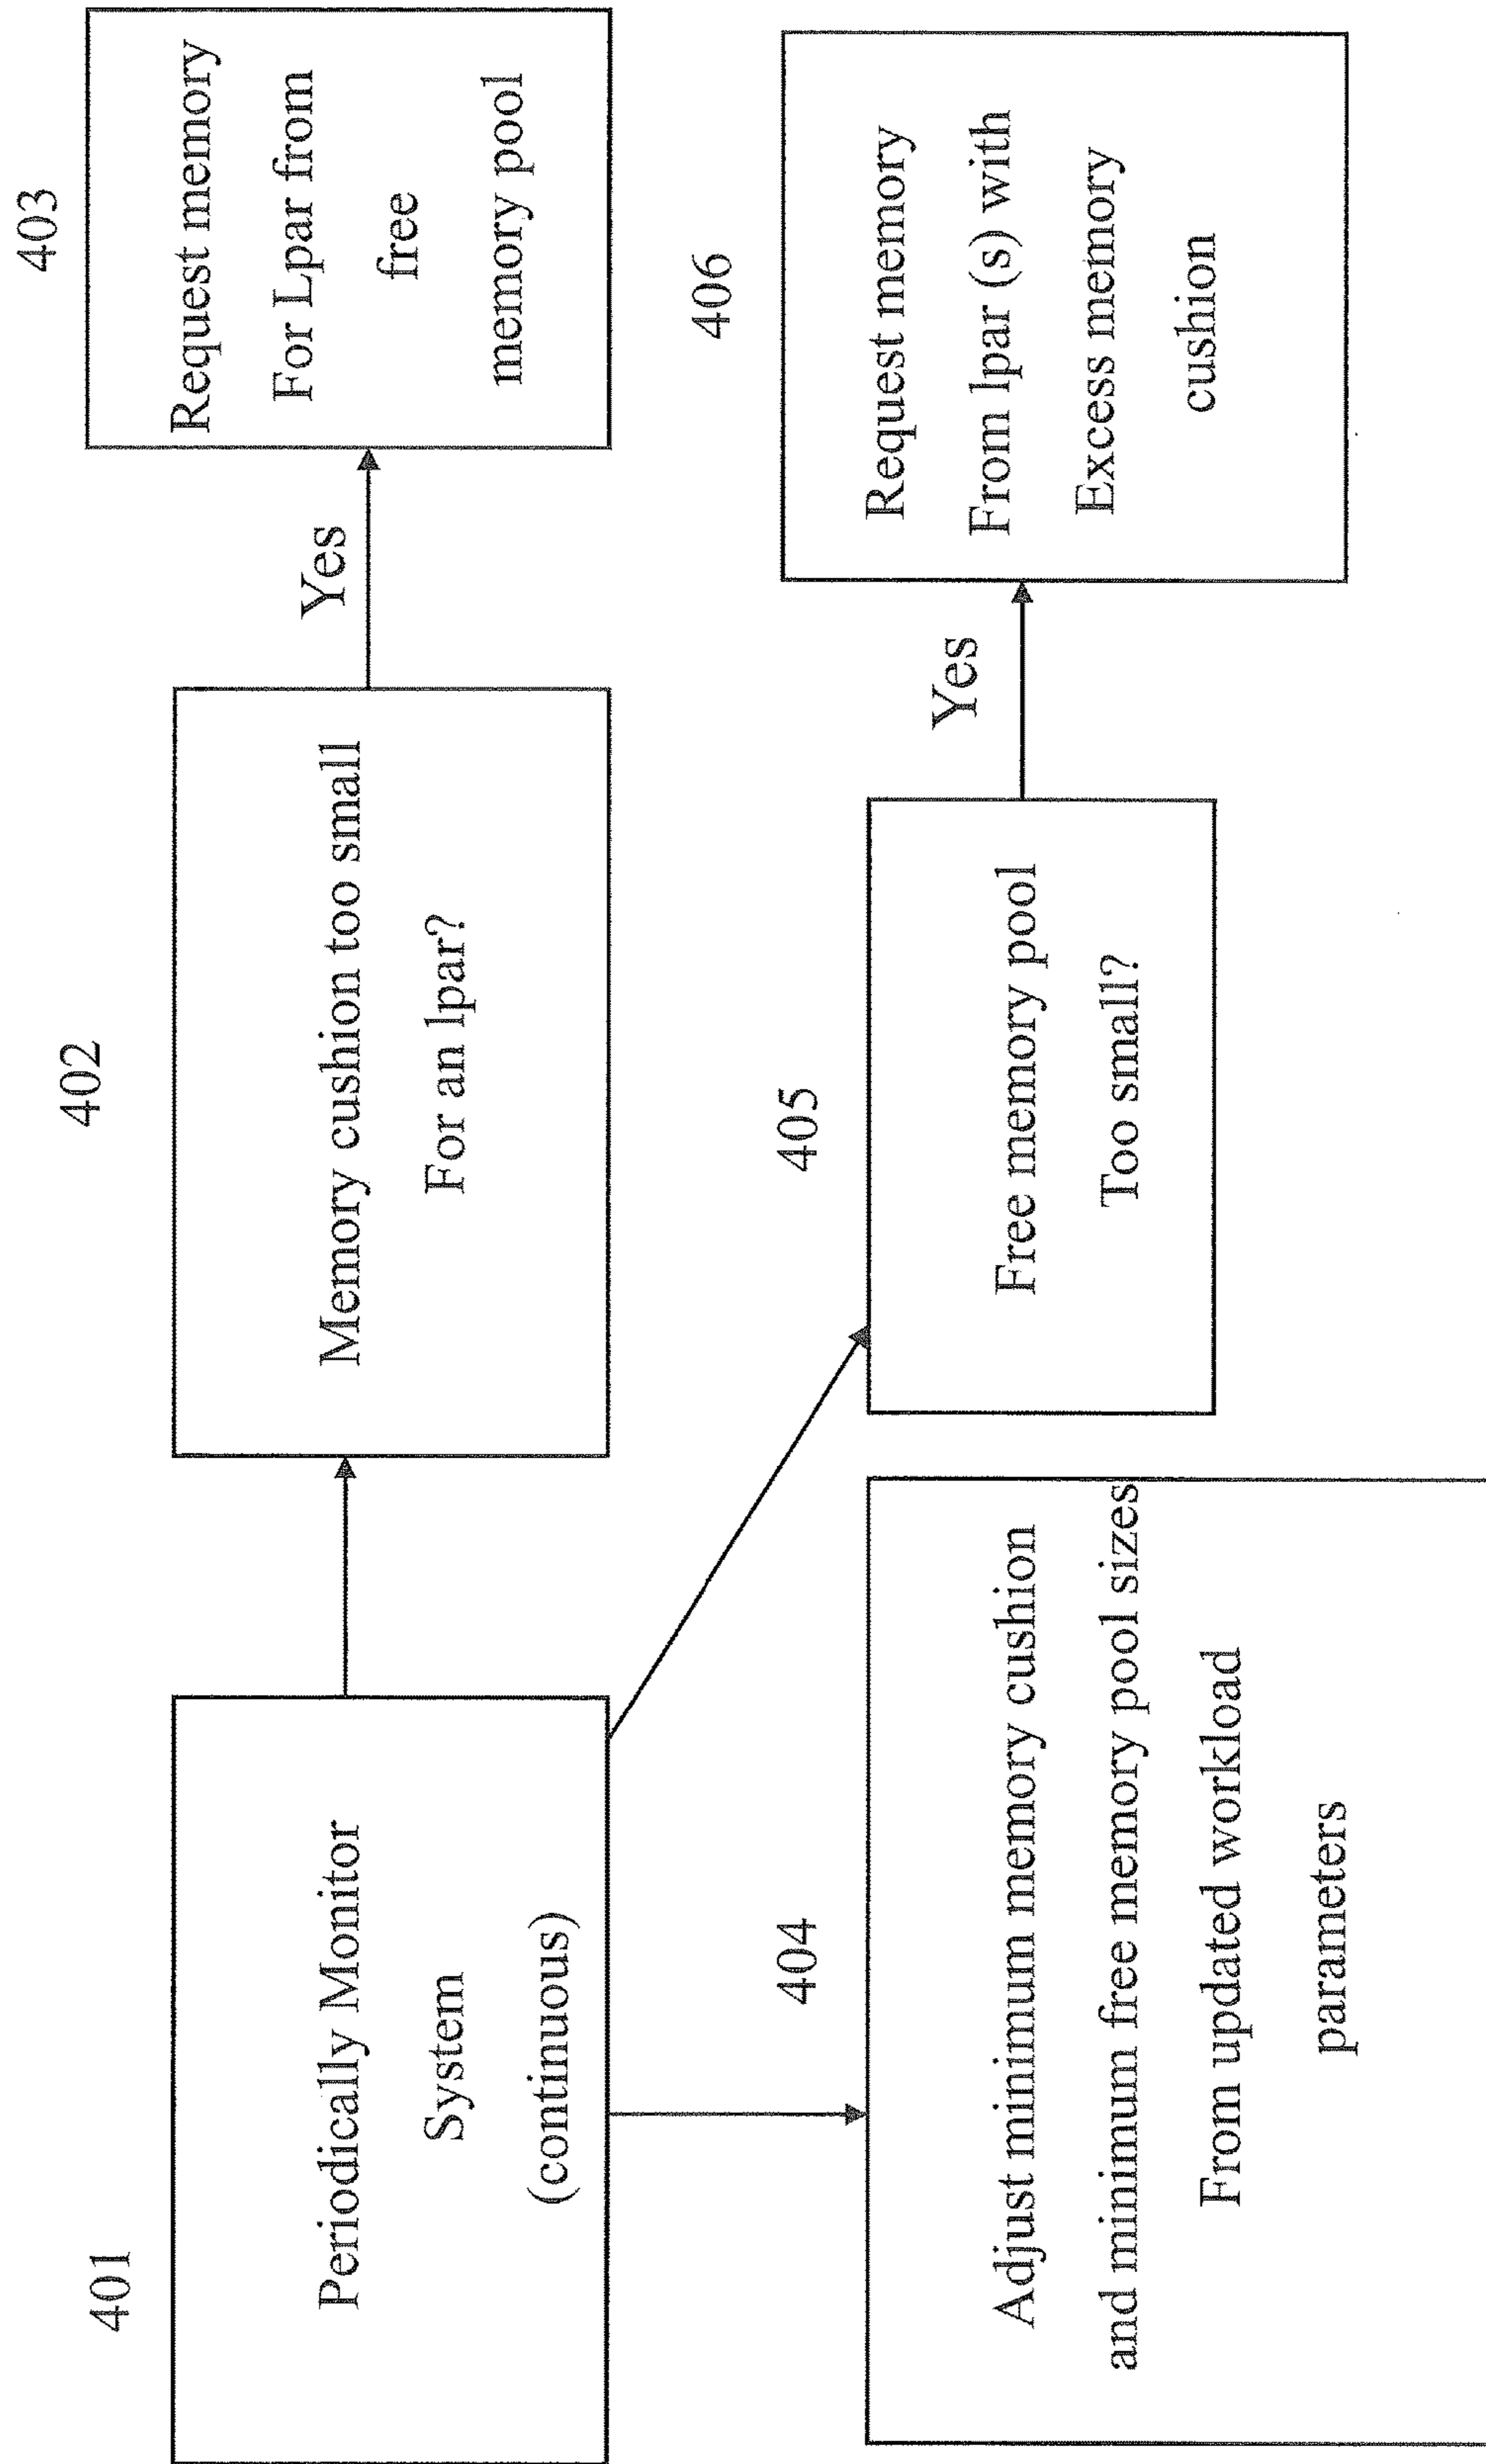 401
Periodically Monitor
System
(continuous)
402
Memory cushion too small
For an lpar?
Yes
403
Request memory
For Lpar from
free
memory pool
404
Adjust minimum memory cushion
and minimum free memory pool sizes
From updated workload
parameters
405
Free memory pool
Too small?
Yes
406
Request memory
From lpar (s) with
Excess memory
cushion